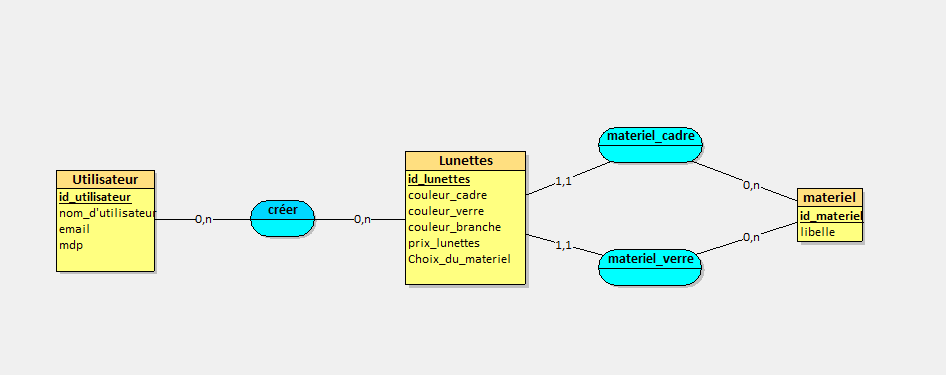 Utilisateur
id_utilisateur
nom_d'utilisateur
email
mdp
0,n
créer
0,n
Lunettes
id_lunettes
couleur_cadre
couleur_verre
couleur_branche
prix_lunettes
Choix_du_materiel
1,1
materiel_cadre
0,n
1,1
materiel_verre
0,n
materiel
id_materiel
libelle